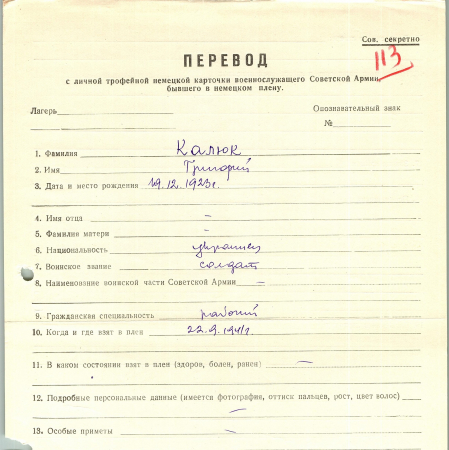 Сов. секретно
113
ПЕРЕВОД
с личной трофейной немецкой карточки военнослужащего Советской Армии,
бывшего в немецком плену.
Лагерь
Опознавательный знак
№
1. Фамилия Калюк
2. Имя Григорий
3. Дата и место рождения 19.12.1923г.
4. Имя отца –
5. Фамилия матери –
6. Национальность украинец
7. Воинское звание солдат
8. Наименование воинской части Советской Армии –
9. Гражданская специальность рабочий
10. Когда и где взят в плен 22.9.1941г.
11. В каком состоянии взят в плен (здоров, болен, ранен) –
12. Подробные персональные данные (имеется фотография, оттиск пальцев, рост, цвет волос)
–
13. Особые приметы –